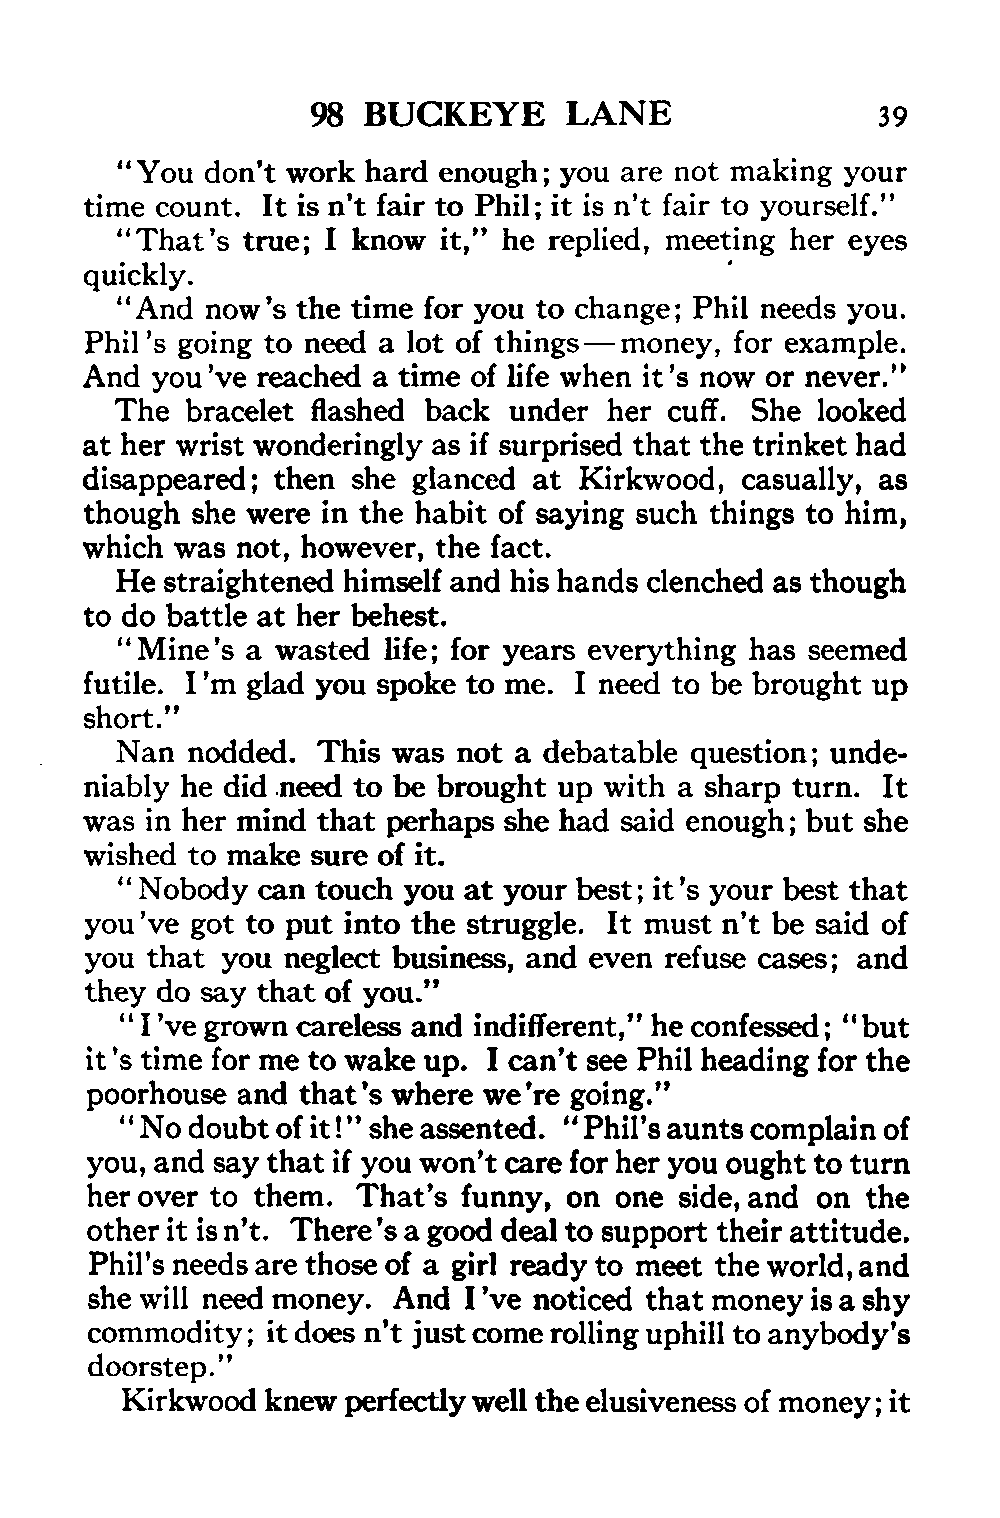 98 BUCKEYE LANE 39
"You don't work hard enough; you are not making your
time count. It is n't fair to Phil; it is n't fair to yourself."
"That's true; I know it," he replied, meeting her eyes
quickly.
"And now's the time for you to change; Phil needs you.
Phil's going to need a lot of things—money, for example.
And you've reached a time of life when it's now or never."
The bracelet flashed back under her cuff. She looked
at her wrist wonderingly as if surprised that the trinket had
disappeared; then she glanced at Kirkwood, casually, as
though she were in the habit of saying such things to him,
which was not, however, the fact.
He straightened himself and his hands clenched as though
to do battle at her behest.
"Mine's a wasted life; for years everything has seemed
futile. I'm glad you spoke to me. I need to be brought up
short."
Nan nodded. This was not a debatable question; unde-
niably he did need to be brought up with a sharp turn. It
was in her mind that perhaps she had said enough; but she
wished to make sure of it.
"Nobody can touch you at your best; it's your best that
you've got to put into the struggle. It must n't be said of
you that you neglect business, and even refuse cases; and
they do say that of you."
"I've grown careless and indifferent," he confessed; "but
it's time for me to wake up. I can't see Phil heading for the
poorhouse and that's where we're going."
"No doubt of it!" she assented. "Phil's aunts complain of
you, and say that if you won't care for her you ought to turn
her over to them. That's funny, on one side, and on the
other it is n't. There's a good deal to support their attitude.
Phil's needs are those of a girl ready to meet the world, and
she will need money. And I've noticed that money is a shy
commodity; it does n't just come rolling uphill to anybody's
doorstep."
Kirkwood knew perfectly well the elusiveness of money; it